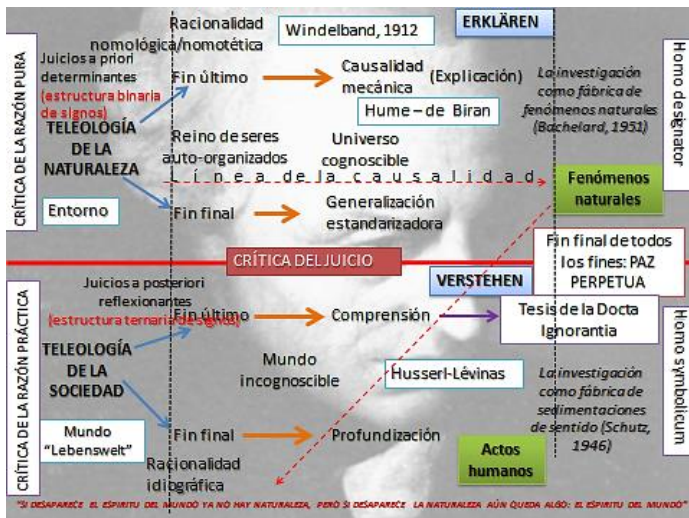 Racionalidad
nomológica/nomotética
Windelband, 1912
ERKLÄREN
CRÍTICA DE LA RAZÓN PURA
Juicios a priori
determinantes
(estructura binaria
de signos)
Fin último
Causalidad
mecánica
(Explicación)
Hume – de Biran
La investigación
como fábrica de
fenómenos naturales
(Bachelard, 1951)
Homo designator
TELEOLOGÍA
DE LA
NATURALEZA
Reino de seres
auto-organizados
Universo
cognoscible
Línea de la causalidad
Fenómenos
naturales
Entorno
Fin final
Generalización
estandarizadora
CRÍTICA DEL JUICIO
Fin final de todos
los fines: PAZ
PERPETUA
CRÍTICA DE LA RAZÓN PRÁCTICA
Juicios a posteriori
reflexionantes
(estructura ternaria de signos)
VERSTEHEN
Fin último
Comprensión
Tesis de la Docta
Ignorantia
TELEOLOGÍA
DE LA
SOCIEDAD
Mundo
incognoscible
Husserl-Lévinas
La investigación
como fábrica de
sedimentaciones
de sentido (Schutz,
1946)
Homo symbolicum
Mundo
"Lebenswelt"
Fin final
Profundización
Actos
humanos
Racionalidad
idiográfica
"SI DESAPARECE EL ESPIRITU DEL MUNDO YA NO HAY NATURALEZA, PERO SI DESAPARECE LA NATURALEZA AÚN QUEDA ALGO: EL ESPIRITU DEL MUNDO"